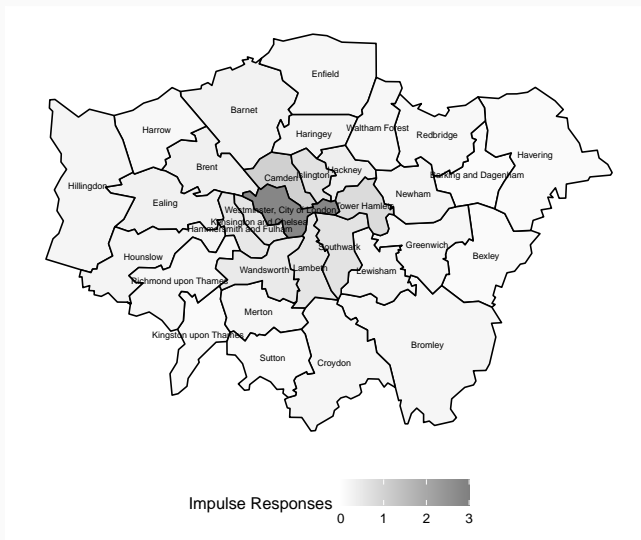 Enfield
Barnet
Harrow
Haringey
Waltham Forest
Redbridge
Havering
Brent
Hackney
Islington
Camden
Barking and Dagenham
Hillingdon
Newham
Ealing
Tower Hamlets
Westminster, City of London
Kensington and Chelsea
Hammersmith and Fulham
Southwark
Greenwich
Bexley
Hounslow
Wandsworth
Lambeth
Lewisham
Richmond upon Thames
Merton
Kingston upon Thames
Bromley
Sutton
Croydon
Impulse Responses
0 1 2 3